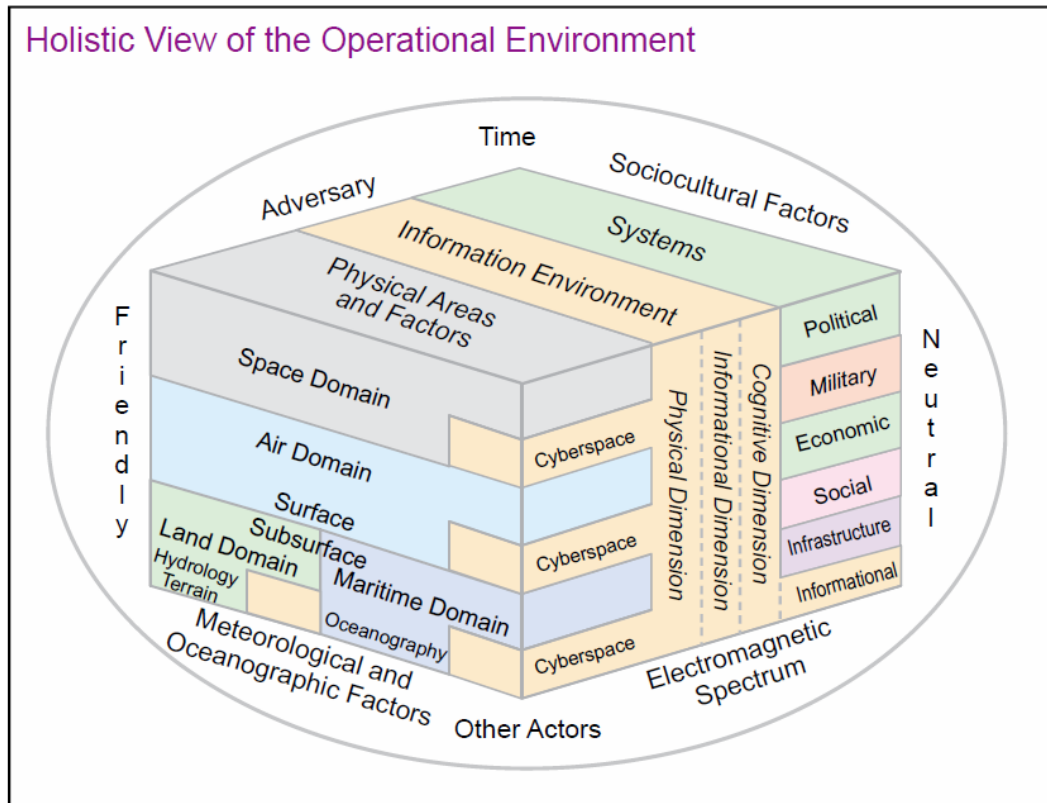 Holistic View of the Operational Environment
Time
Adversary
Sociocultural Factors
Friendly
Neutral
Systems
Information Environment
Physical Areas
and Factors
Space Domain
Air Domain
Surface
Subsurface
Land Domain
Hydrology
Terrain
Maritime Domain
Oceanography
Cyberspace
Cyberspace
Cyberspace
Physical Dimension
Informational Dimension
Cognitive Dimension
Political
Military
Economic
Social
Infrastructure
Informational
Meteorological and
Oceanographic Factors
Electromagnetic
Spectrum
Other Actors